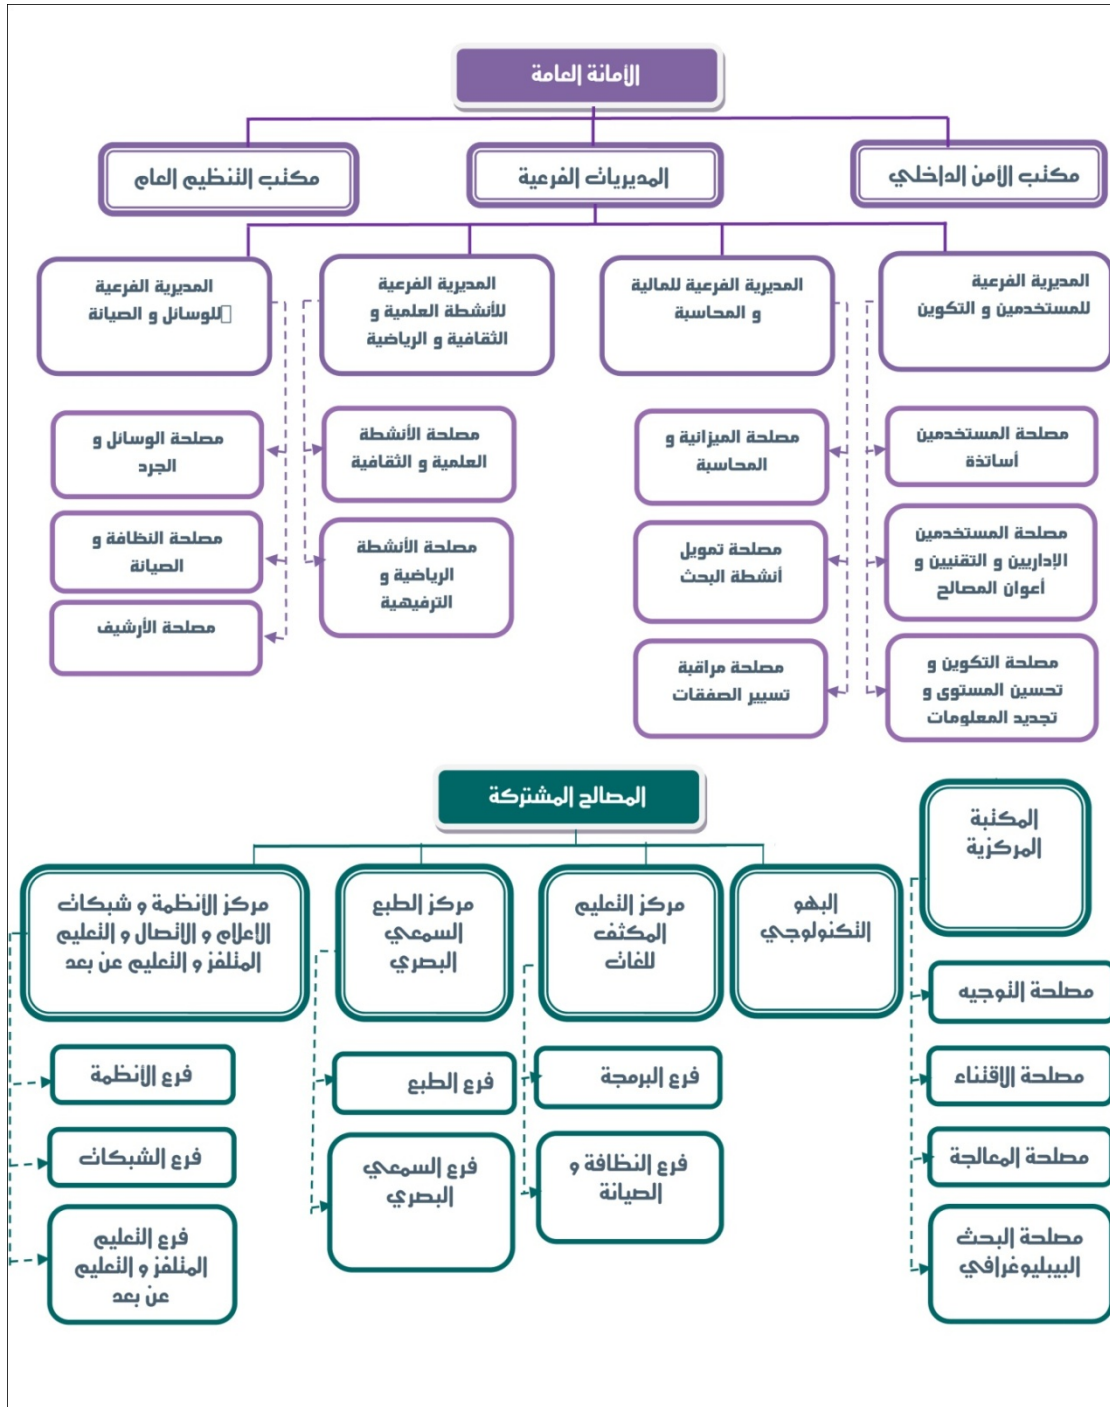 الأمانة العامة
مكتب الأمن الداخلي
المديريات الفرعية
مكتب التنظيم العام
المديرية الفرعية
للمستخدمين و التكوين
المديرية الفرعية للمالية
و المحاسبة
المديرية الفرعية
للأنشطة العلمية و
الثقافية و الرياضية
المديرية الفرعية
للوسائل و الصيانة
مصلحة المستخدمين
أساتذة
مصلحة المستخدمين
الإداريين و التقنيين و
أعوان المصالح
مصلحة التكوين و
تحسين المستوى و
تجديد المعلومات
مصلحة الميزانية و
المحاسبة
مصلحة تمويل
أنشطة البحث
مصلحة مراقبة
تسيير الصفقات
مصلحة الأنشطة
العلمية و الثقافية
مصلحة الأنشطة
الرياضية و
الترفيهية
مصلحة الوسائل و
الجرد
مصلحة النظافة و
الصيانة
مصلحة الأرشيف
المصالح المشتركة
المكتبة
المركزية
البهو
التكنولوجي
مركز التعليم
المكثف
للغات
مركز الطبع
السمعي
البصري
مركز الأنظمة و شبكات
الإعلام و الاتصال و التعليم
المتلفز و التعليم عن بعد
مصلحة التوجيه
مصلحة الاقتناء
مصلحة المعالجة
مصلحة البحث
البيبليوغرافي
فرع البرمجة
فرع النظافة و
الصيانة
فرع الطبع
فرع السمعي
البصري
فرع الأنظمة
فرع الشبكات
فرع التعليم
المتلفز و التعليم
عن بعد